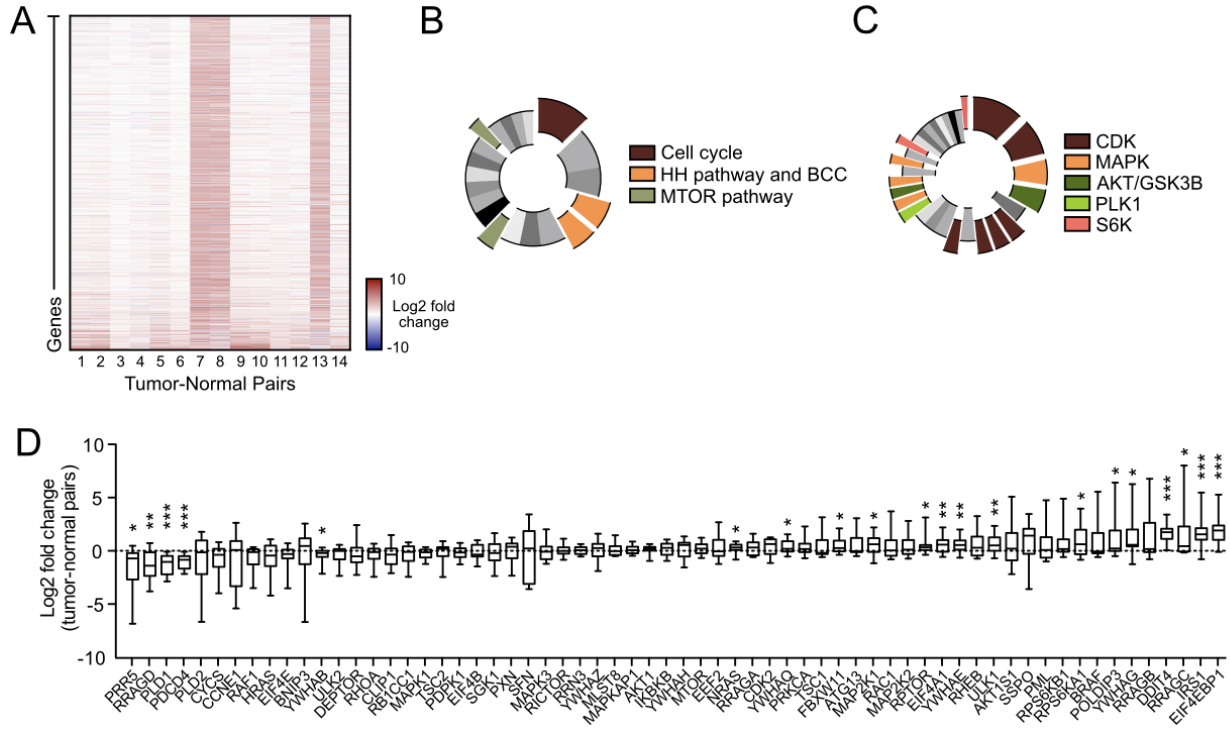 A
Genes
10
Log2 fold
change
-10
1 2 3 4 5 6 7 8 9 10 11 12 13 14
Tumor-Normal Pairs
B
Cell cycle
HH pathway and BCC
MTOR pathway
C
CDK
MAPK
AKT/GSK3B
PLK1
S6K
D
Log2 fold change
(tumor-normal pairs)
10
5
0
-5
-10
* ** *** *** * * * * * * ** ** ** * * * *** * *** ***
PRR5
RAGD
PLD1
PDCD4
PLD2
CYCS
CCNE1
RAF1
HRAS
EIF4E
BNIP3
YWHAB
ULK2
DEPTOR
RHOA
CLIP1
RB1CC1
MAPK1
TSC2
PDPK1
EIF4B
SGK1
PXN
SFN
MAPK3
RICTOR
RRN3
YWHAZ
MLST8
MAPKAP1
AKT1
IKBKB
YWHAH
MTOR
TP53
EEF2
NRAS
RRAGA
CDK2
YWHAQ
PRKCA
TSC1
FBXW11
ATG13
MAP2K1
RAC1
MAP2K2
RPTOR
EIF4A1
YWHAE
RHEB
ULK1
AKT1S1
SSPO
PML
RPS6KB1
RPS6KA1
BRAF
POLDIP3
YWHAG
RRAGB
DDIT4
RRAGC
IRS1
EIF4EBP1